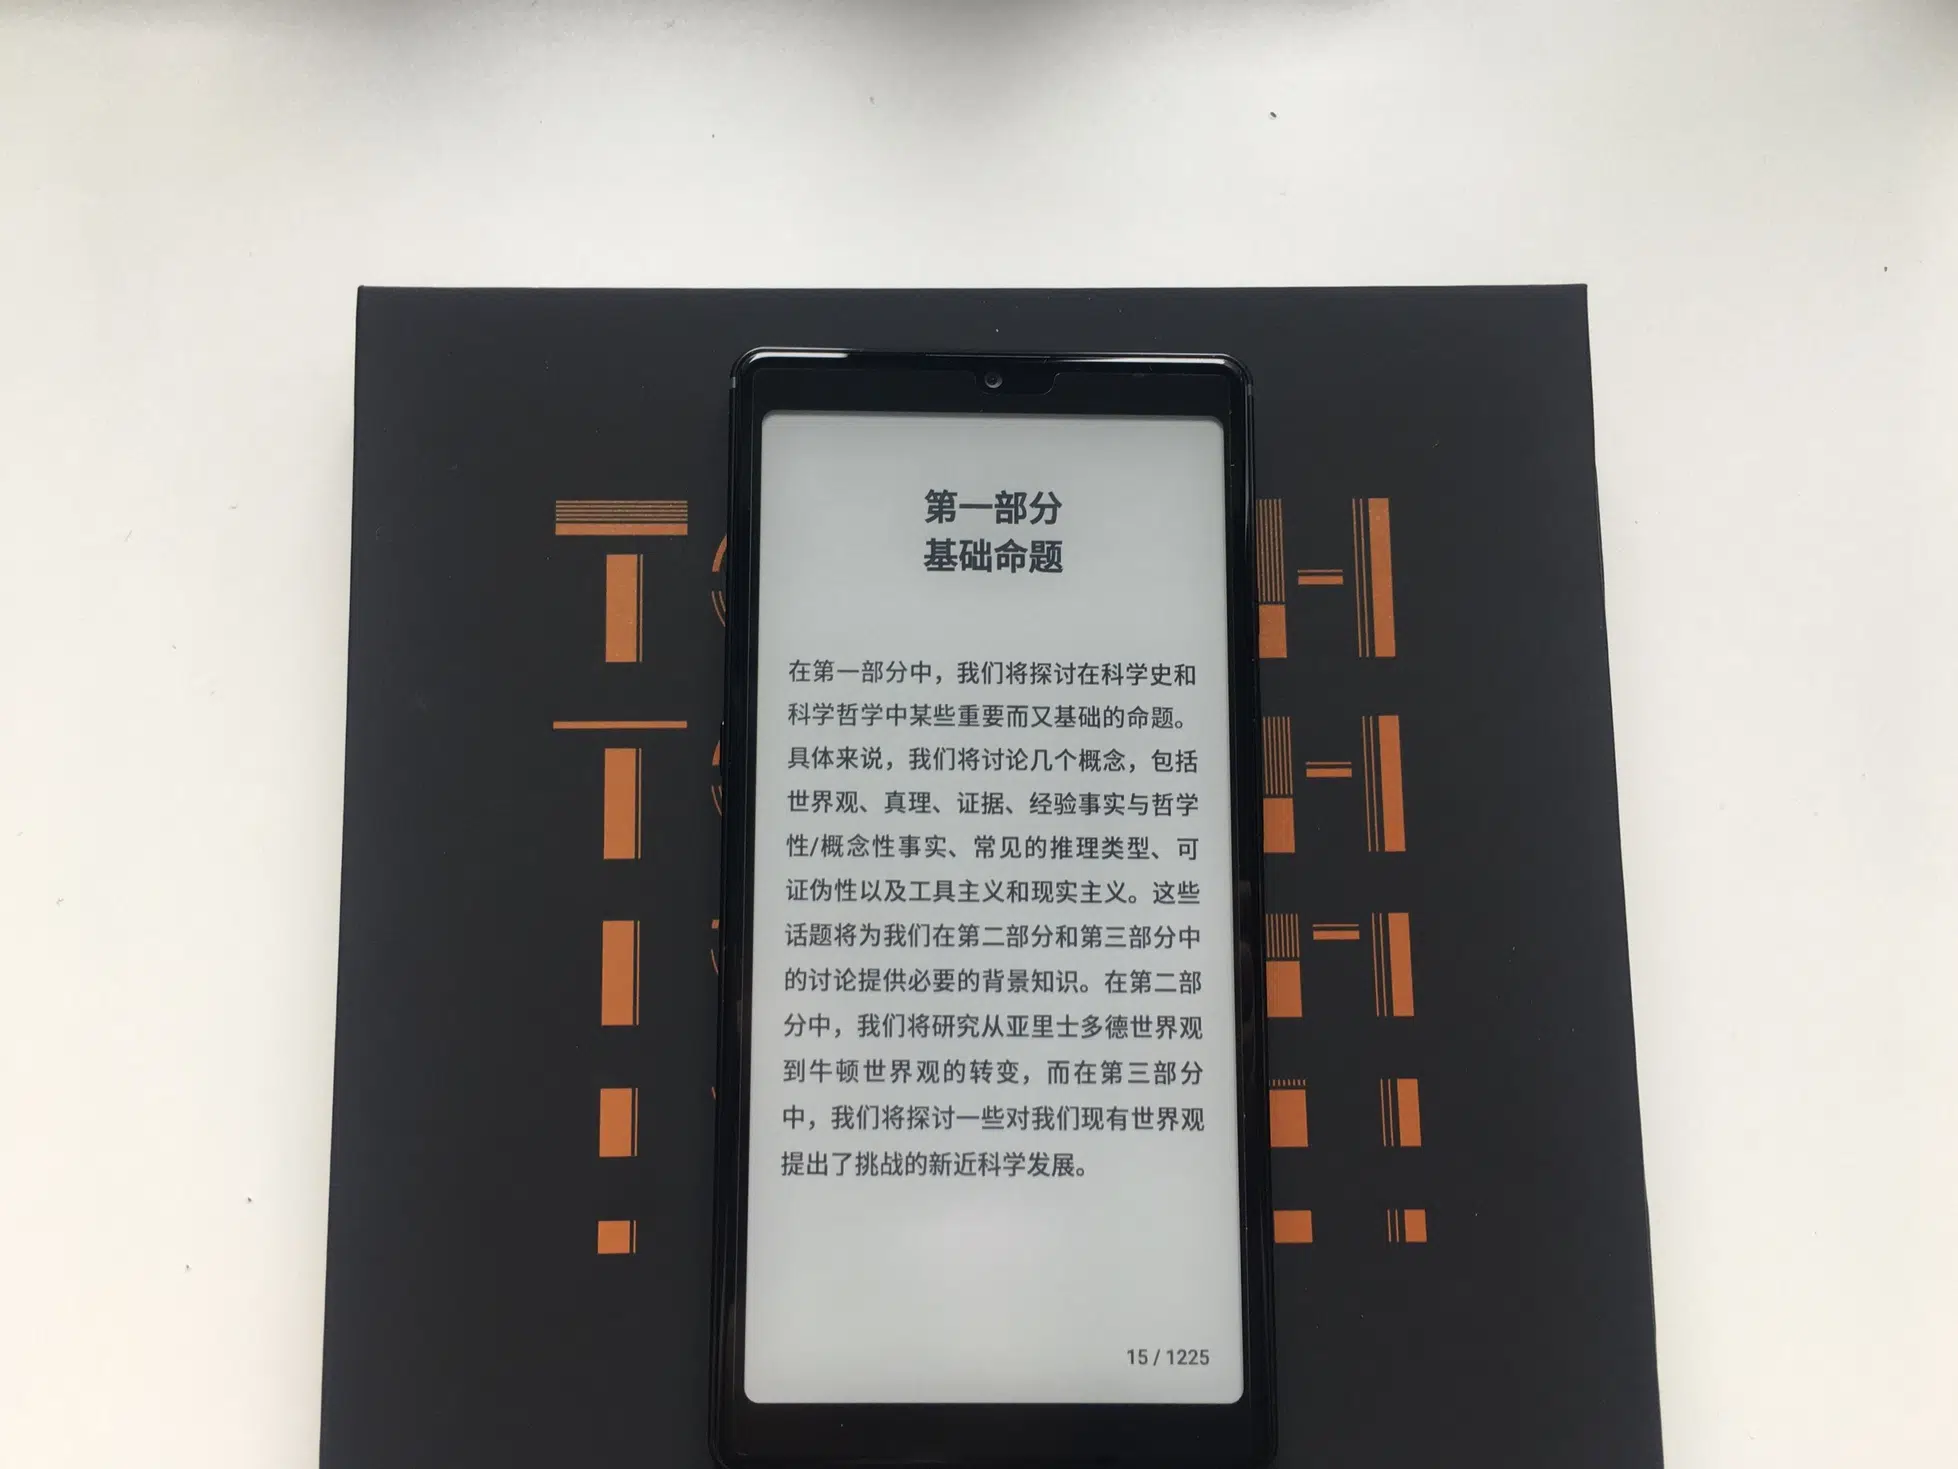 第一部分
基础命题
在第一部分中，我们将探讨在科学史和
科学哲学中某些重要而又基础的命题。
具体来说，我们将讨论几个概念，包括
世界观、真理、证据、经验事实与哲学
性/概念性事实、常见的推理类型、可
证伪性以及工具主义和现实主义。这些
话题将为我们在第二部分和第三部分中
的讨论提供必要的背景知识。在第二部
分中，我们将研究从亚里士多德世界观
到牛顿世界观的转变，而在第三部分
中，我们将探讨一些对我们现有世界观
提出了挑战的新近科学发展。
15 / 1225